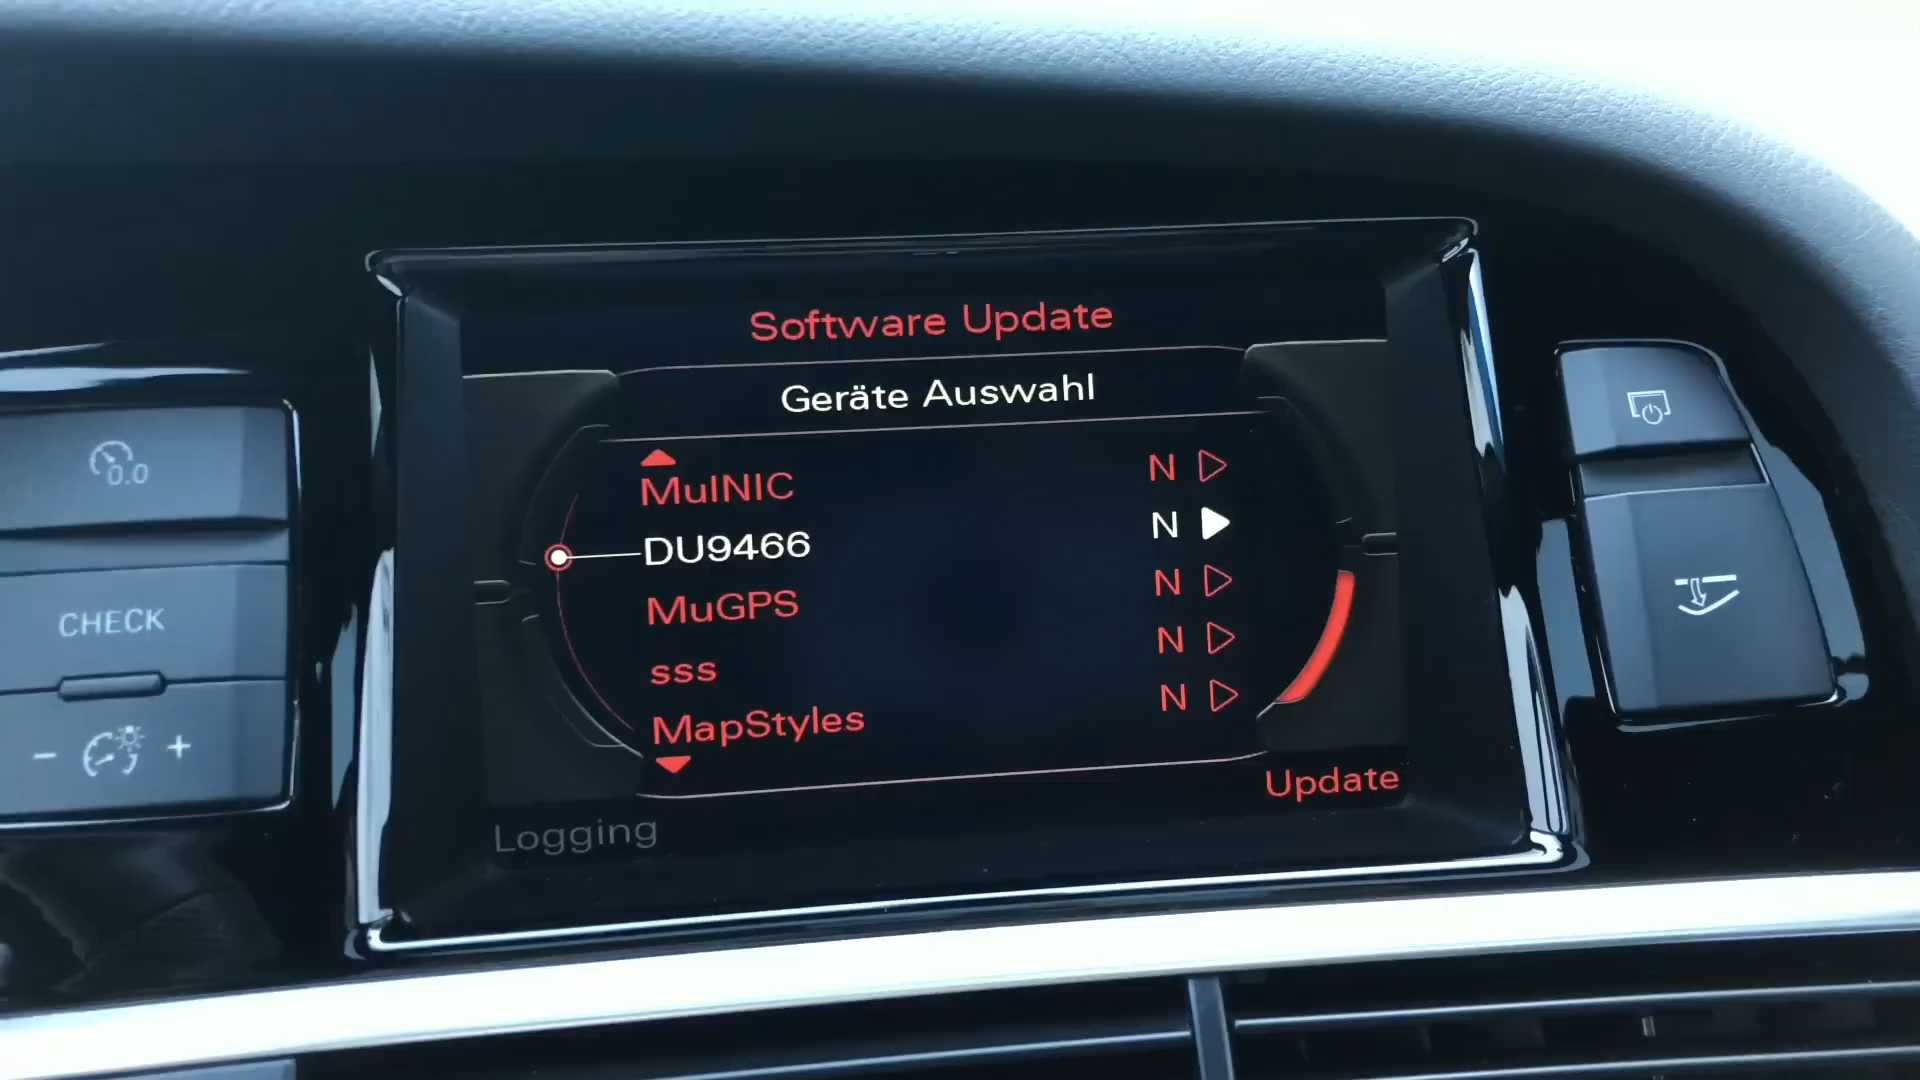 Software Update
Geräte Auswahl
MuINIC N
DU9466 N
MuGPS N
sss N
MapStyles N
Update
Logging
0.0
CHECK
- +